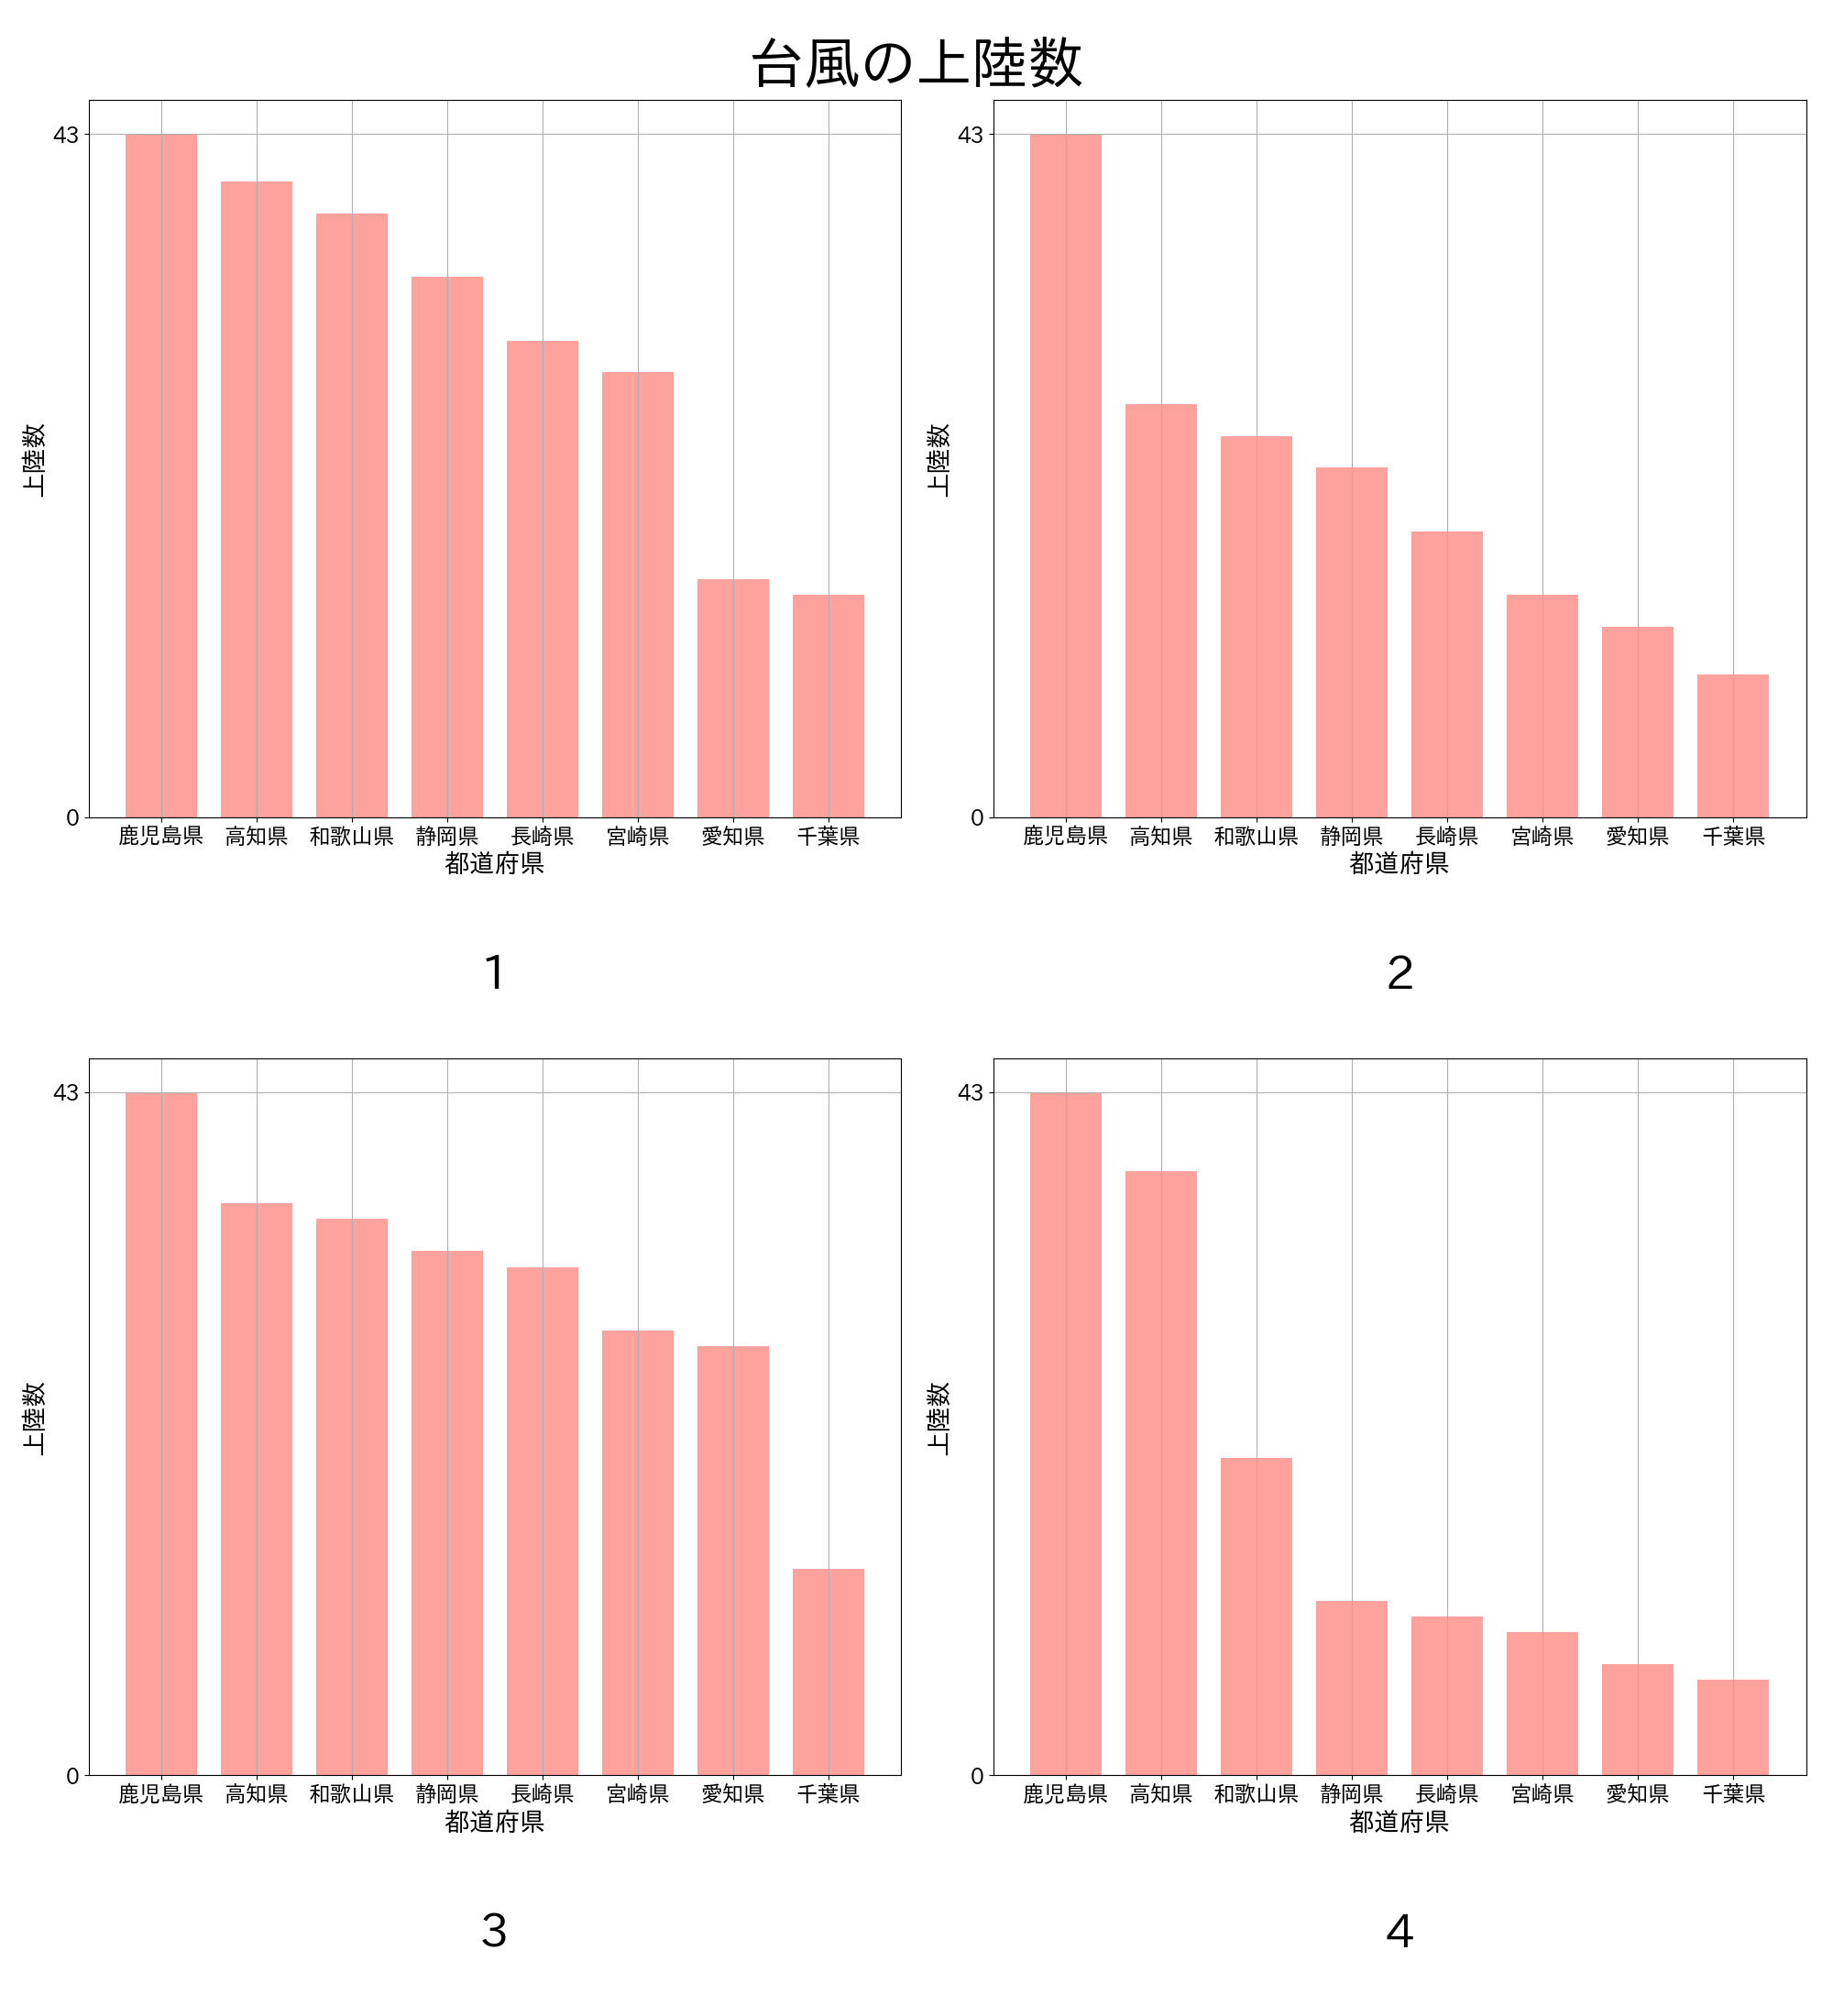 台風の上陸数
43
0
上陸数
鹿児島県 高知県 和歌山県 静岡県 長崎県 宮崎県 愛知県 千葉県
都道府県
1
43
0
上陸数
鹿児島県 高知県 和歌山県 静岡県 長崎県 宮崎県 愛知県 千葉県
都道府県
2
43
0
上陸数
鹿児島県 高知県 和歌山県 静岡県 長崎県 宮崎県 愛知県 千葉県
都道府県
3
43
0
上陸数
鹿児島県 高知県 和歌山県 静岡県 長崎県 宮崎県 愛知県 千葉県
都道府県
4